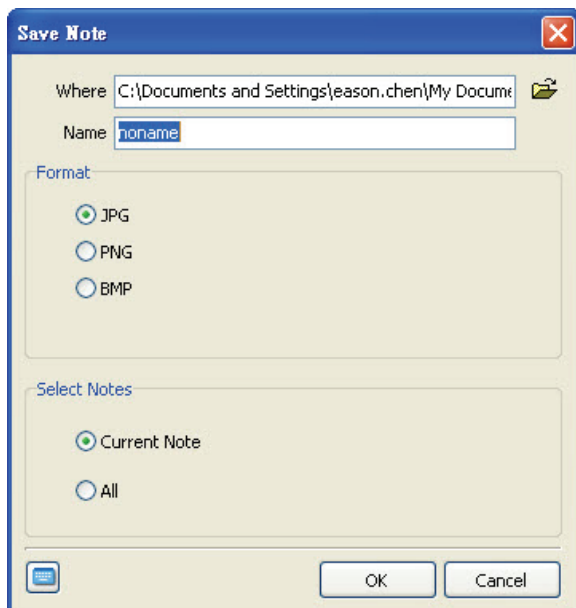 Save Note
Where C:\Documents and Settings\eason.chen\My Docume
Name noname
Format
JPG
PNG
BMP
Select Notes
Current Note
All
OK Cancel